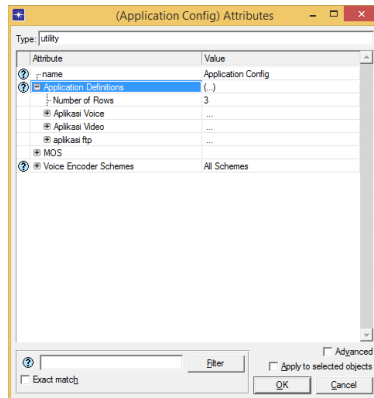 (Application Config) Attributes
Type: utility
Attribute Value
name Application Config
Application Definitions (...)
Number of Rows 3
Aplikasi Voice ...
Aplikasi Video ...
aplikasi ftp ...
MOS
Voice Encoder Schemes All Schemes
Advanced
Filter Apply to selected objects
Exact match
OK Cancel